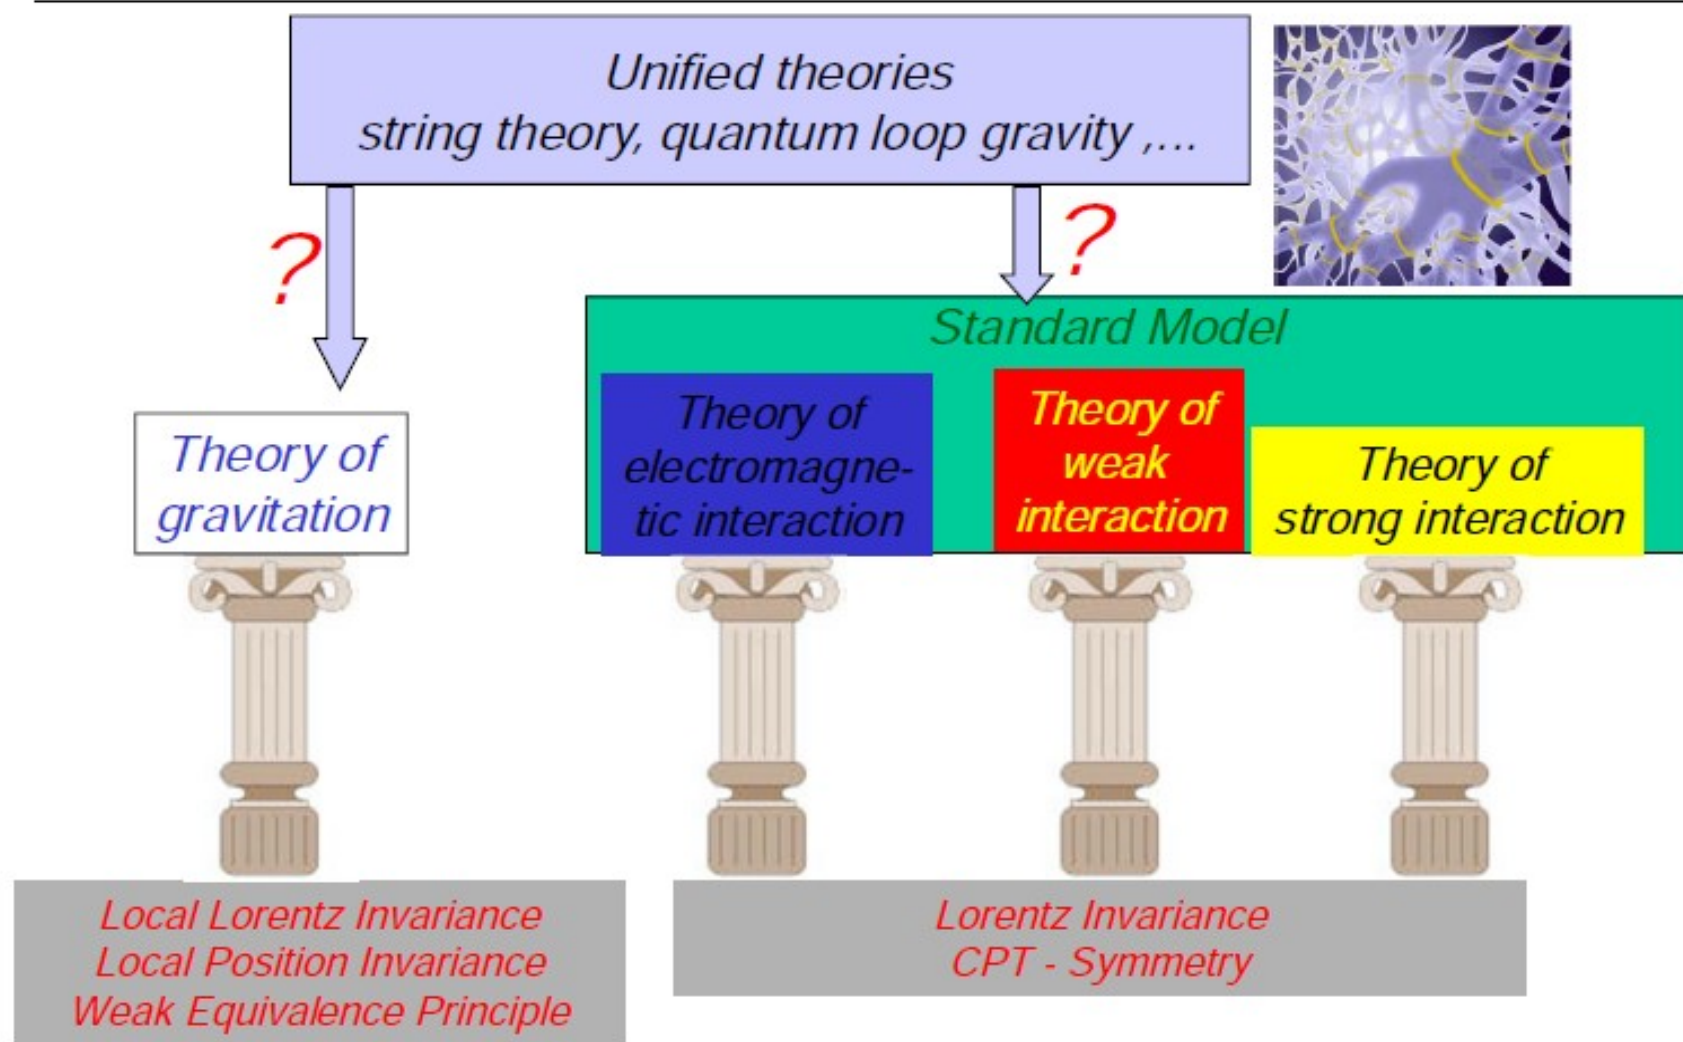 Unified theories
string theory, quantum loop gravity ,...
?
?
Standard Model
Theory of
gravitation
Theory of
electromagne-
tic interaction
Theory of
weak
interaction
Theory of
strong interaction
Local Lorentz Invariance
Local Position Invariance
Weak Equivalence Principle
Lorentz Invariance
CPT - Symmetry